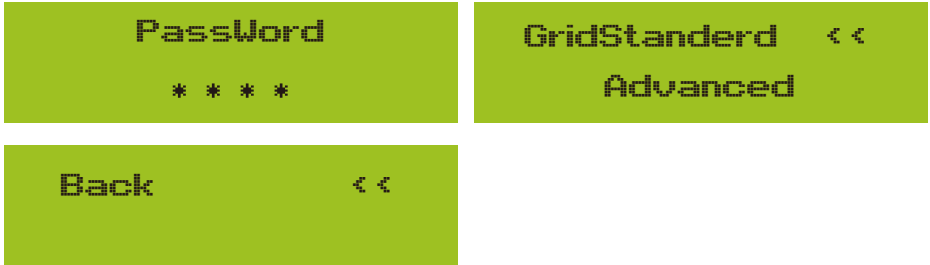 PassWord
* * * *
GridStanderd <<
Advanced
Back <<